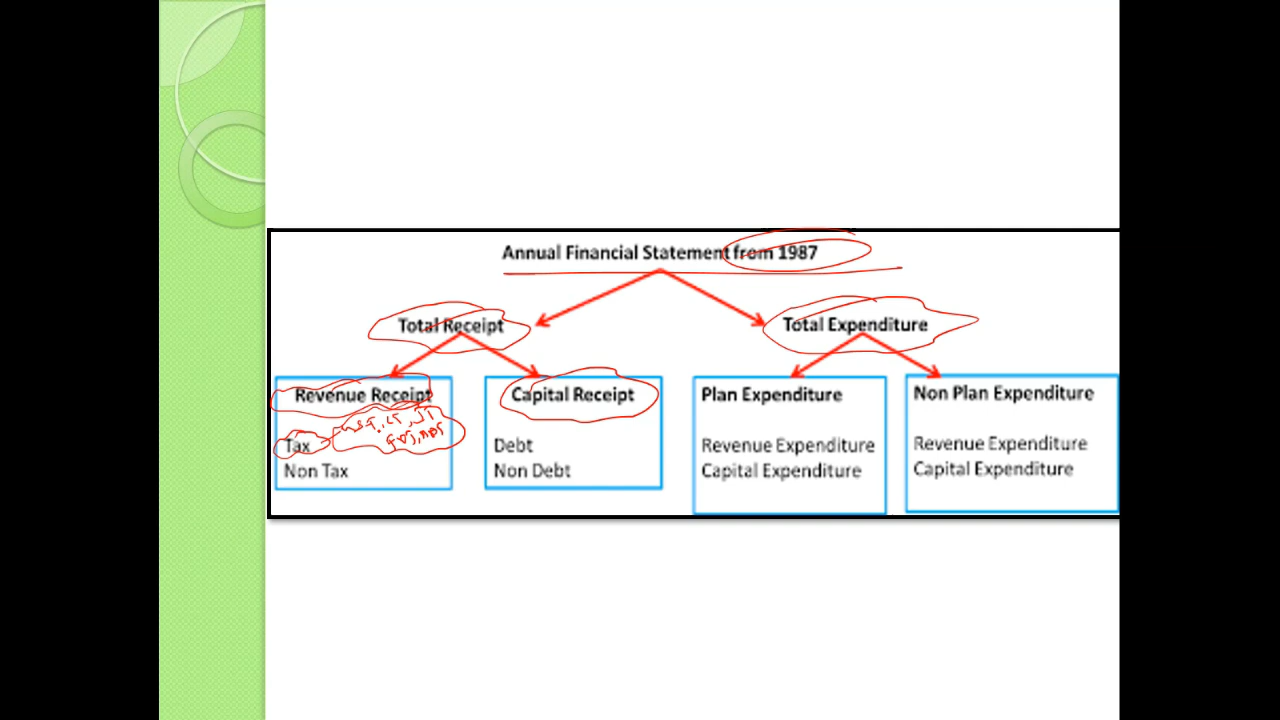 Annual Financial Statement from 1987
Total Receipt
Total Expenditure
Revenue Receipt
Tax
Non Tax
Capital Receipt
Debt
Non Debt
Plan Expenditure
Revenue Expenditure
Capital Expenditure
Non Plan Expenditure
Revenue Expenditure
Capital Expenditure